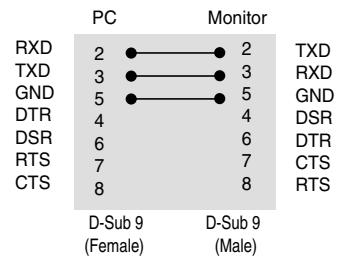 PC Monitor
RXD 2 2 TXD
TXD 3 3 RXD
GND 5 5 GND
DTR 4 4 DSR
DSR 6 6 DTR
RTS 7 7 CTS
CTS 8 8 RTS
D-Sub 9 D-Sub 9
(Female) (Male)